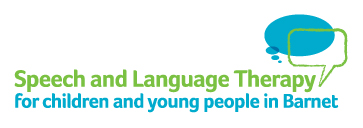 Speech and Language Therapy
for children and young people in Barnet